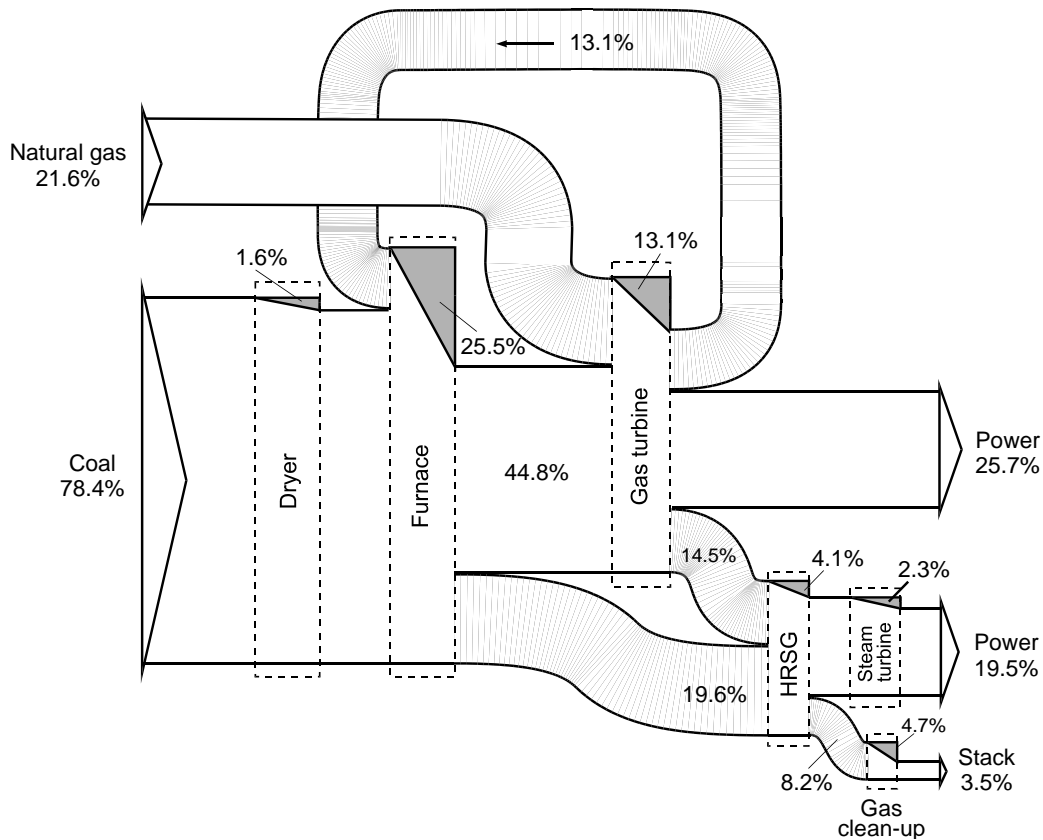 13.1%
Natural gas
21.6%
1.6%
13.1%
25.5%
Coal
78.4%
Dryer
Furnace
44.8%
Gas turbine
Power
25.7%
14.5%
4.1%
2.3%
HRSG
Steam
turbine
Power
19.5%
19.6%
4.7%
8.2%
Stack
3.5%
Gas
clean-up